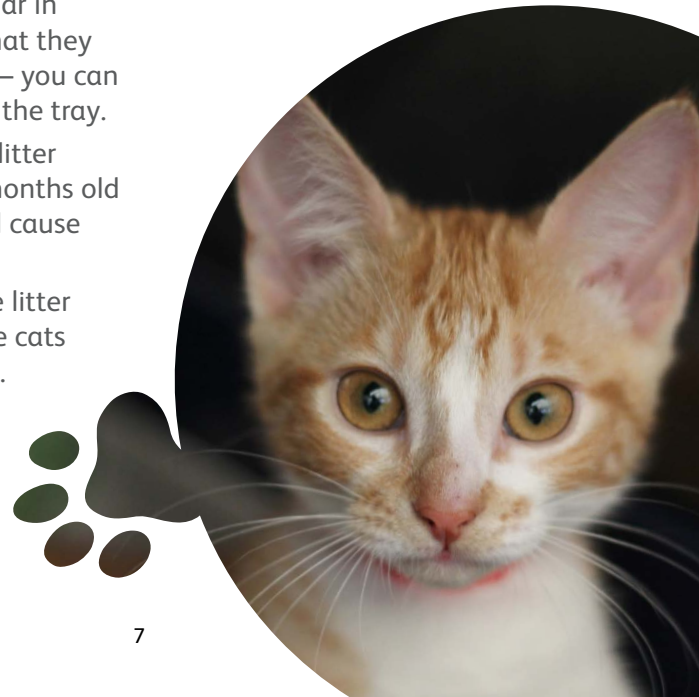 ar in
hat they
– you can
the tray.
litter
months old
cause
litter
e cats
.
7